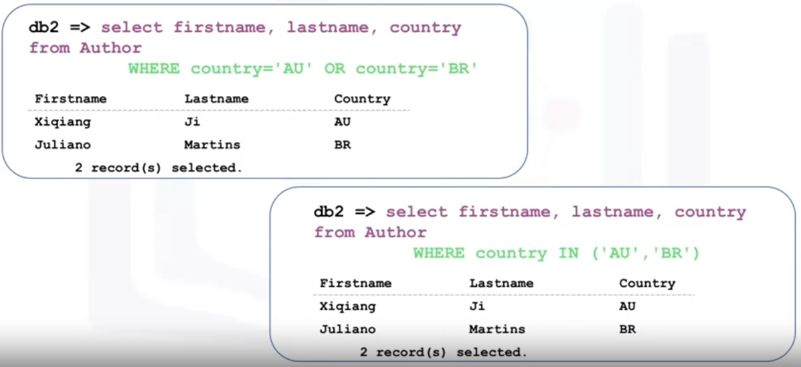 db2 => select firstname, lastname, country
from Author
WHERE country='AU' OR country='BR'
Firstname Lastname Country
Xiqiang Ji AU
Juliano Martins BR
2 record(s) selected.
db2 => select firstname, lastname, country
from Author
WHERE country IN ('AU','BR')
Firstname Lastname Country
Xiqiang Ji AU
Juliano Martins BR
2 record(s) selected.